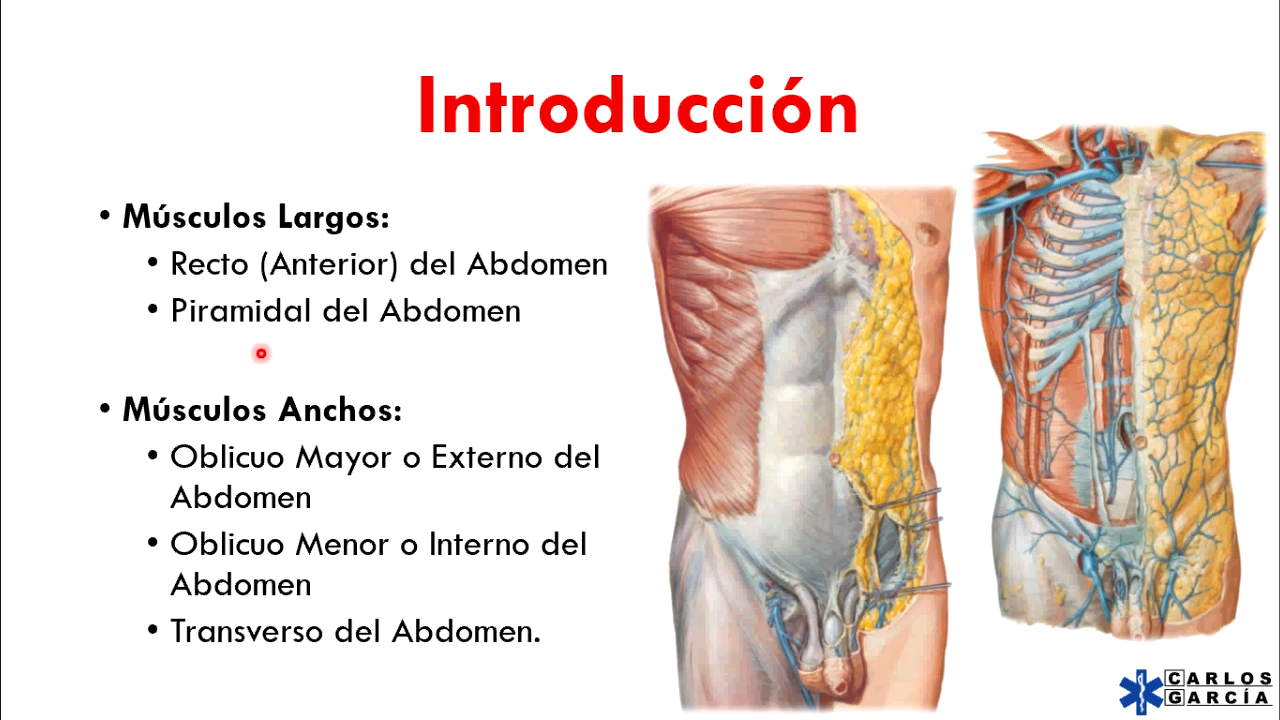 Introducción
• Músculos Largos:
• Recto (Anterior) del Abdomen
• Piramidal del Abdomen
• Músculos Anchos:
• Oblicuo Mayor o Externo del
Abdomen
• Oblicuo Menor o Interno del
Abdomen
• Transverso del Abdomen.
CARLOS
GARCÍA